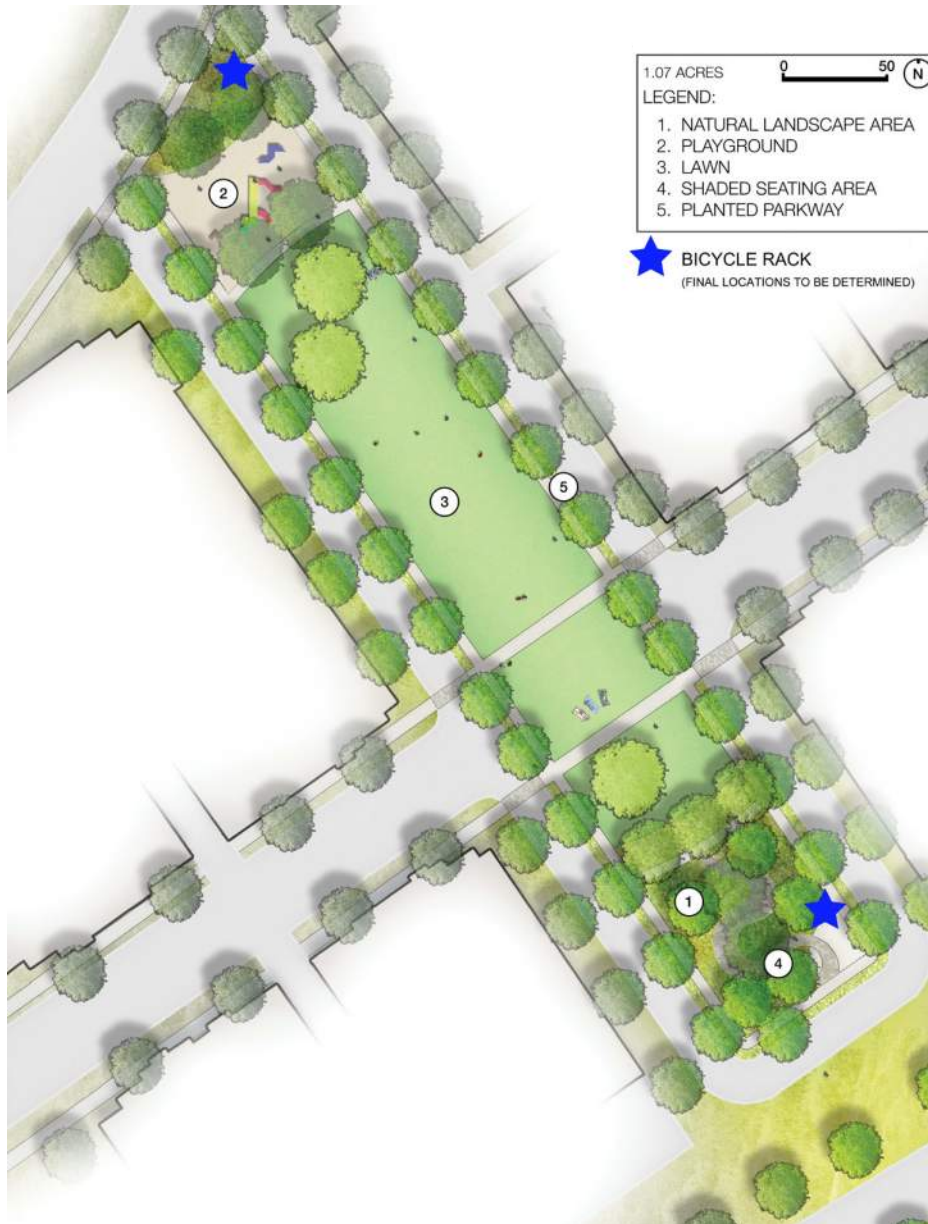 1.07 ACRES
0 50 N
LEGEND:
1. NATURAL LANDSCAPE AREA
2. PLAYGROUND
3. LAWN
4. SHADED SEATING AREA
5. PLANTED PARKWAY
BICYCLE RACK
(FINAL LOCATIONS TO BE DETERMINED)
2
3
5
1
4